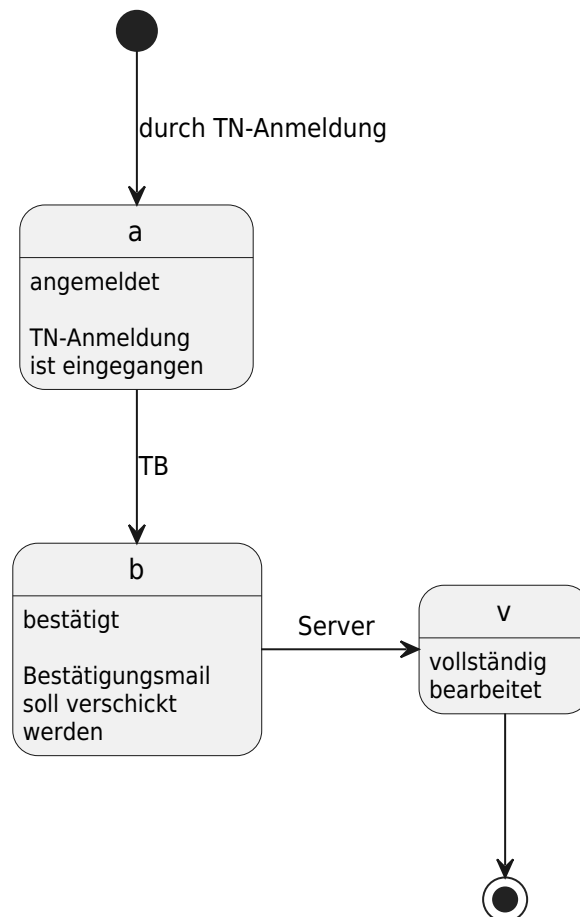 durch TN-Anmeldung
a
angemeldet
TN-Anmeldung
ist eingegangen
TB
b
bestätigt
Bestätigungsmail
soll verschickt
werden
Server
v
vollständig
bearbeitet